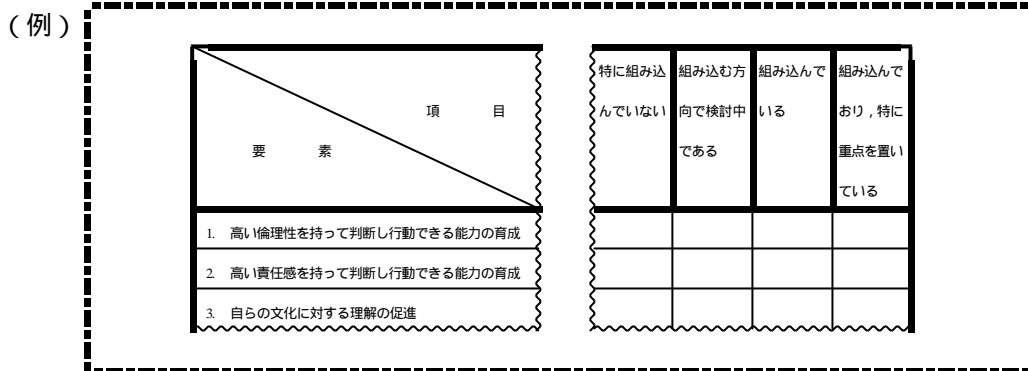 （例）
項　　目
要　　素
特に組み込
んでいない
組み込む方
向で検討中
である
組み込んで
いる
組み込んで
おり，特に
重点を置い
ている
1.　高い倫理性を持って判断し行動できる能力の育成
2.　高い責任感を持って判断し行動できる能力の育成
3.　自らの文化に対する理解の促進